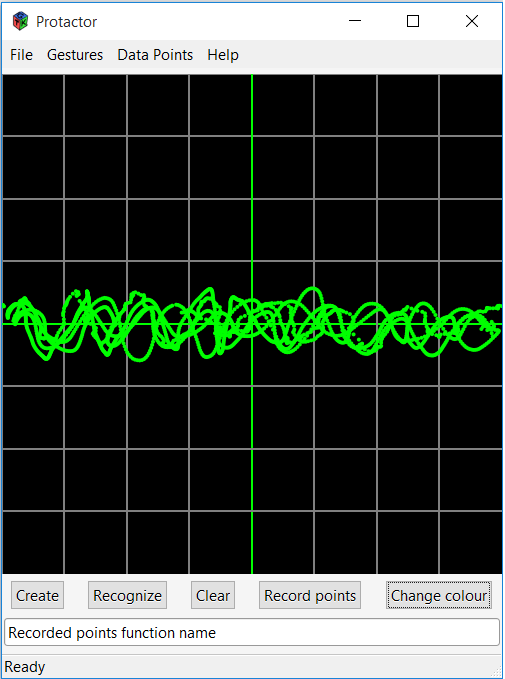 Protactor
File Gestures Data Points Help
Create Recognize Clear Record points Change colour
Recorded points function name
Ready